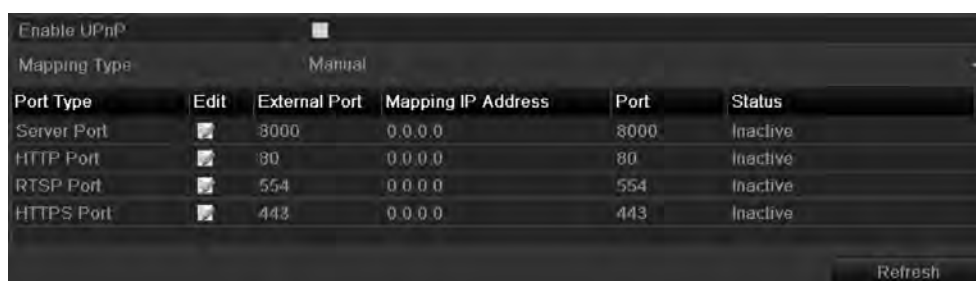 Enable UPnP
Mapping Type Manual
Port Type Edit External Port Mapping IP Address Port Status
Server Port 8000 0.0.0.0 8000 Inactive
HTTP Port 80 0.0.0.0 80 Inactive
RTSP Port 554 0.0.0.0 554 Inactive
HTTPS Port 443 0.0.0.0 443 Inactive
Refresh